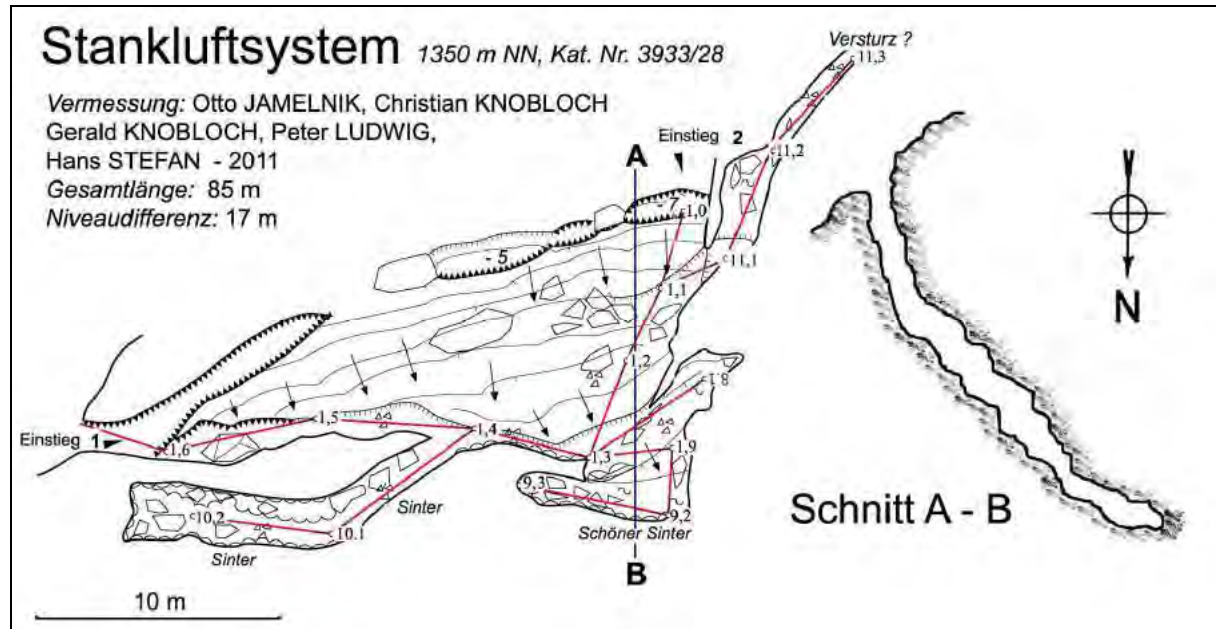 Stankluftsystem 1350 m NN, Kat. Nr. 3933/28
Vermessung: Otto JAMELNIK, Christian KNOBLOCH
Gerald KNOBLOCH, Peter LUDWIG,
Hans STEFAN - 2011
Gesamtlänge: 85 m
Niveaudifferenz: 17 m
Versturz ?
11,3
Einstieg 2
11,2
A
- 7
1,0
11,1
- 5
1,1
N
1,2
1,8
1,5
1,4
Einstieg 1
1,6
1,3
1,9
9,3
Sinter
10,2
10.1
9,2
Schöner Sinter
Sinter
B
Schnitt A - B
10 m